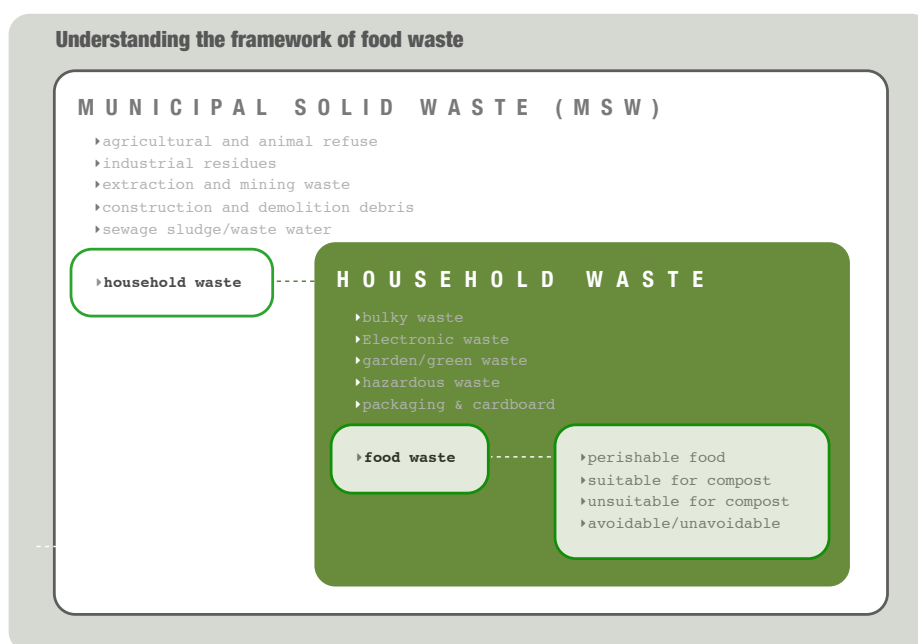 Understanding the framework of food waste
MUNICIPAL SOLID WASTE (MSW)
‣agricultural and animal refuse
‣industrial residues
‣extraction and mining waste
‣construction and demolition debris
‣sewage sludge/waste water
‣household waste
HOUSEHOLD WASTE
‣bulky waste
‣Electronic waste
‣garden/green waste
‣hazardous waste
‣packaging & cardboard
‣food waste
‣perishable food
‣suitable for compost
‣unsuitable for compost
‣avoidable/unavoidable